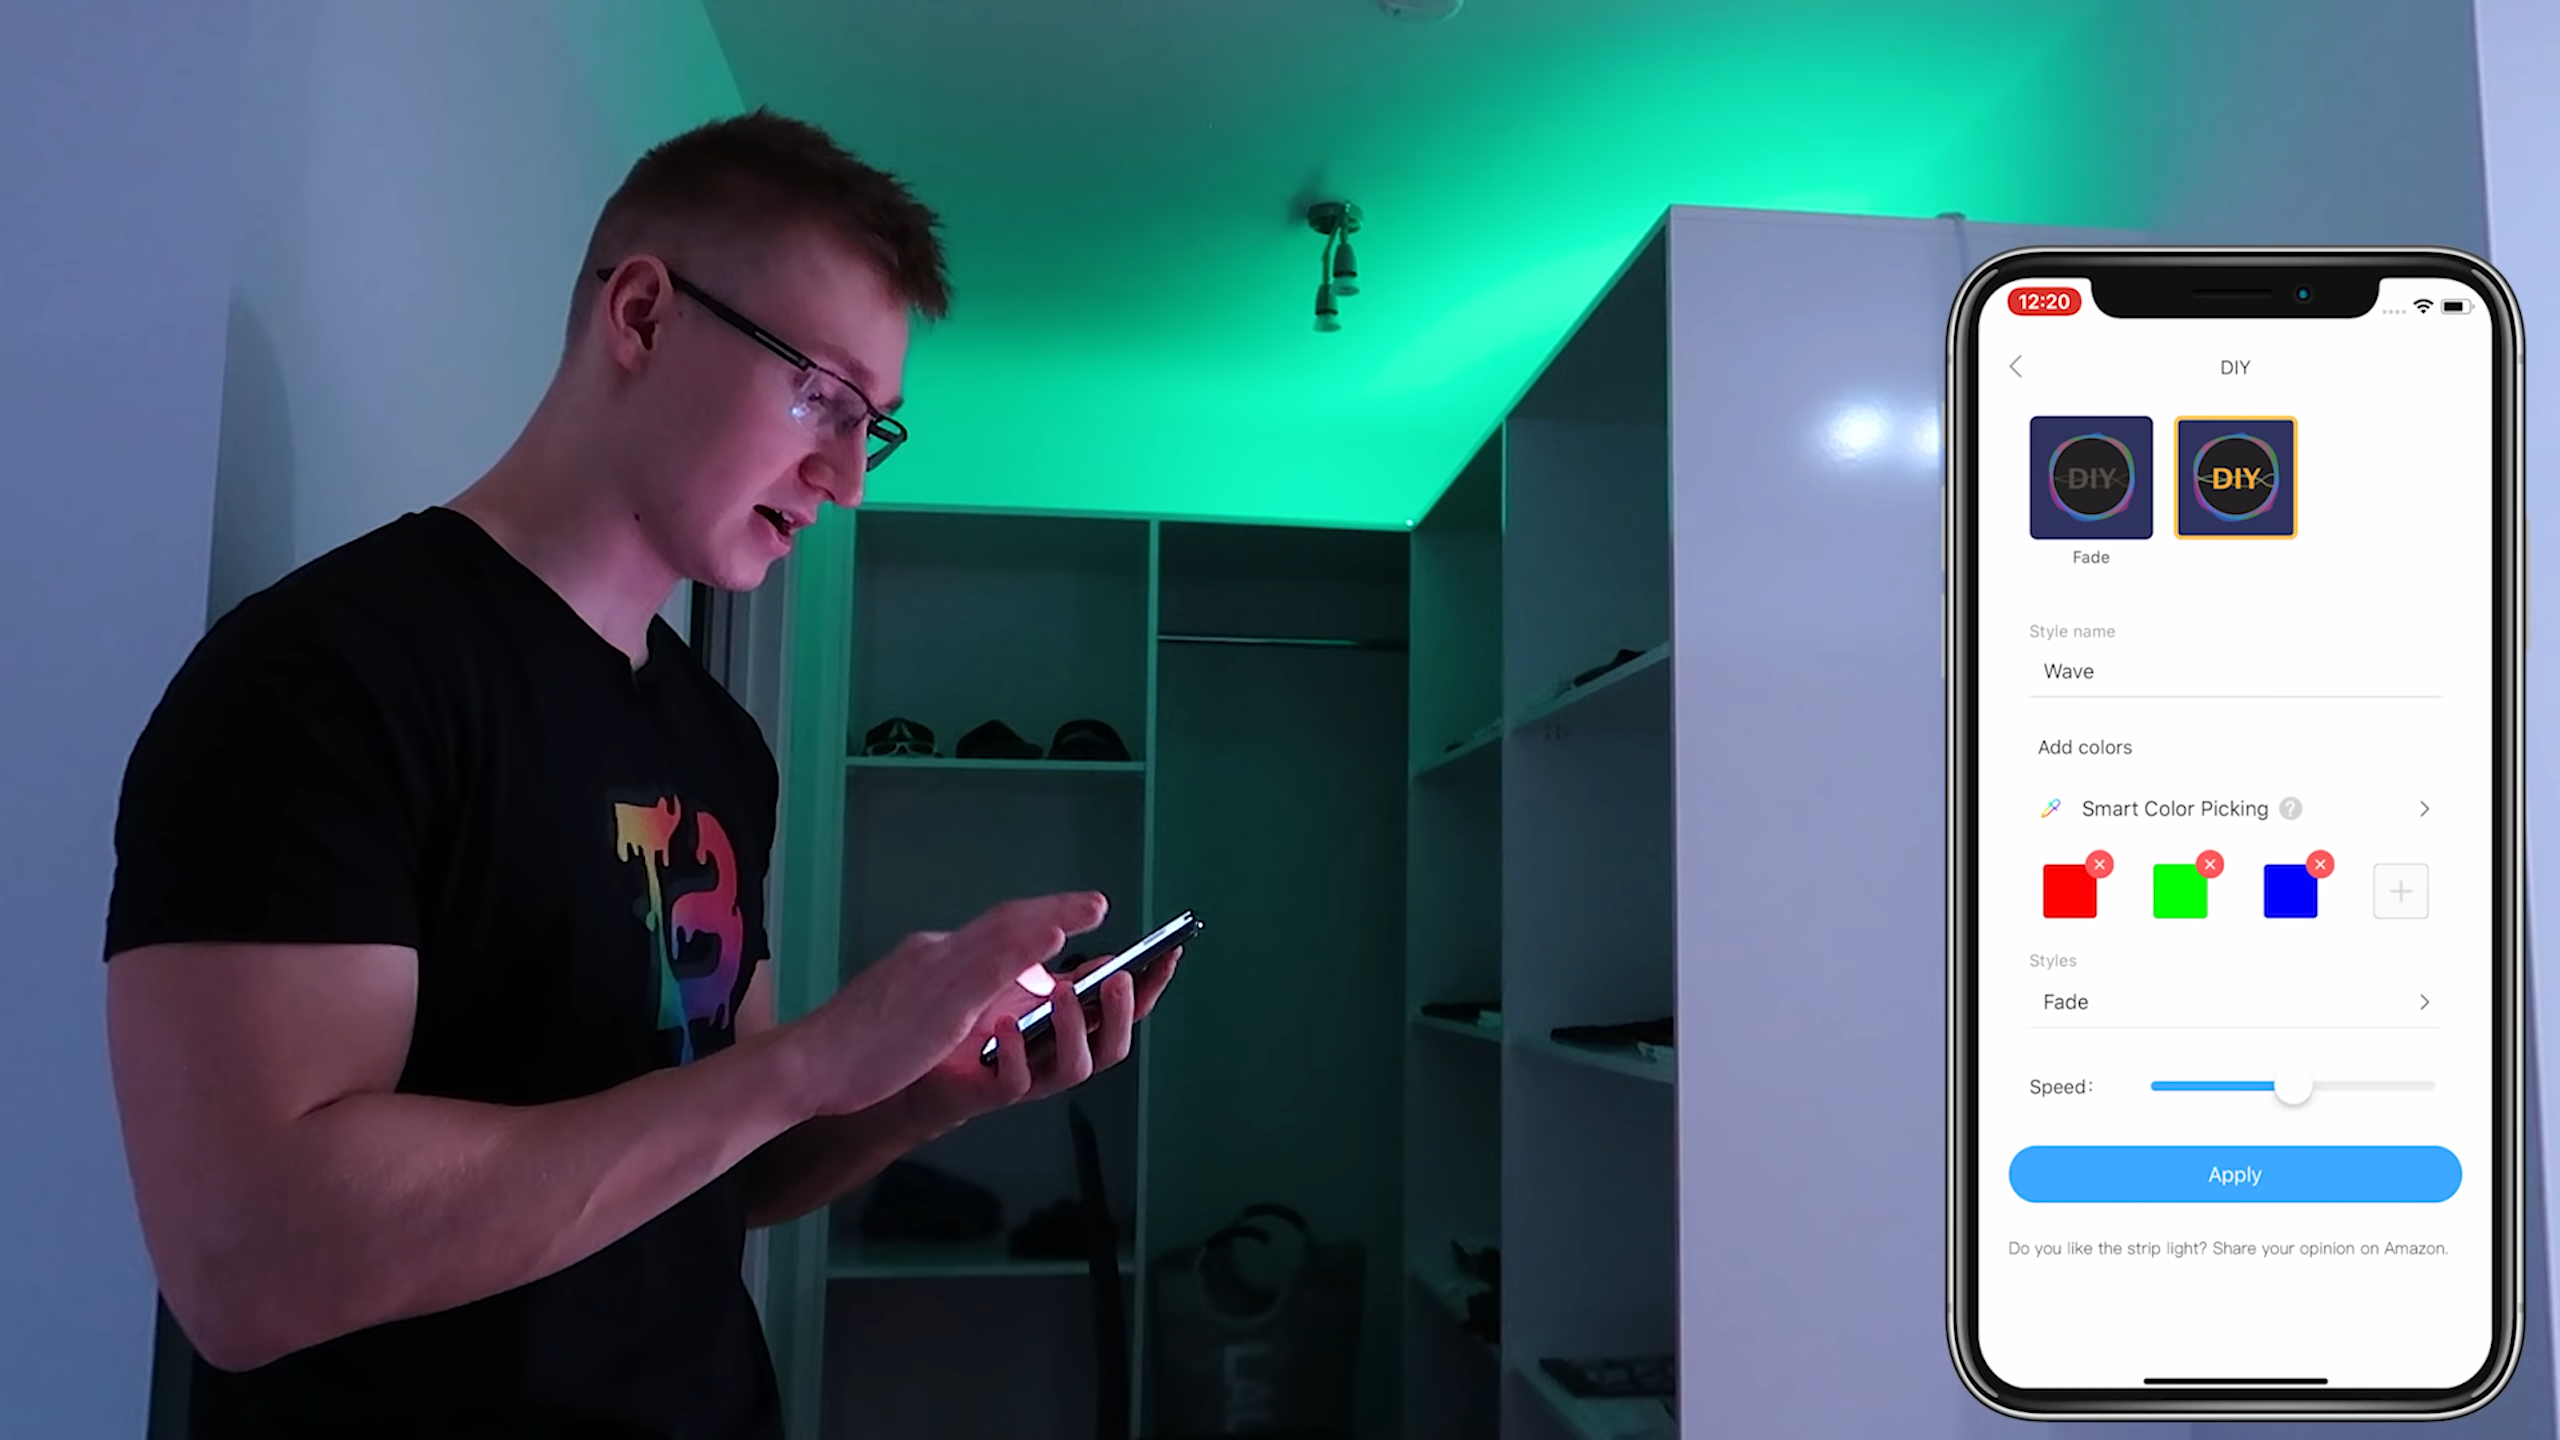 12:20
DIY
DIY
DIY
Fade
Style name
Wave
Add colors
Smart Color Picking ?
Styles
Fade
Speed:
Apply
Do you like the strip light? Share your opinion on Amazon.